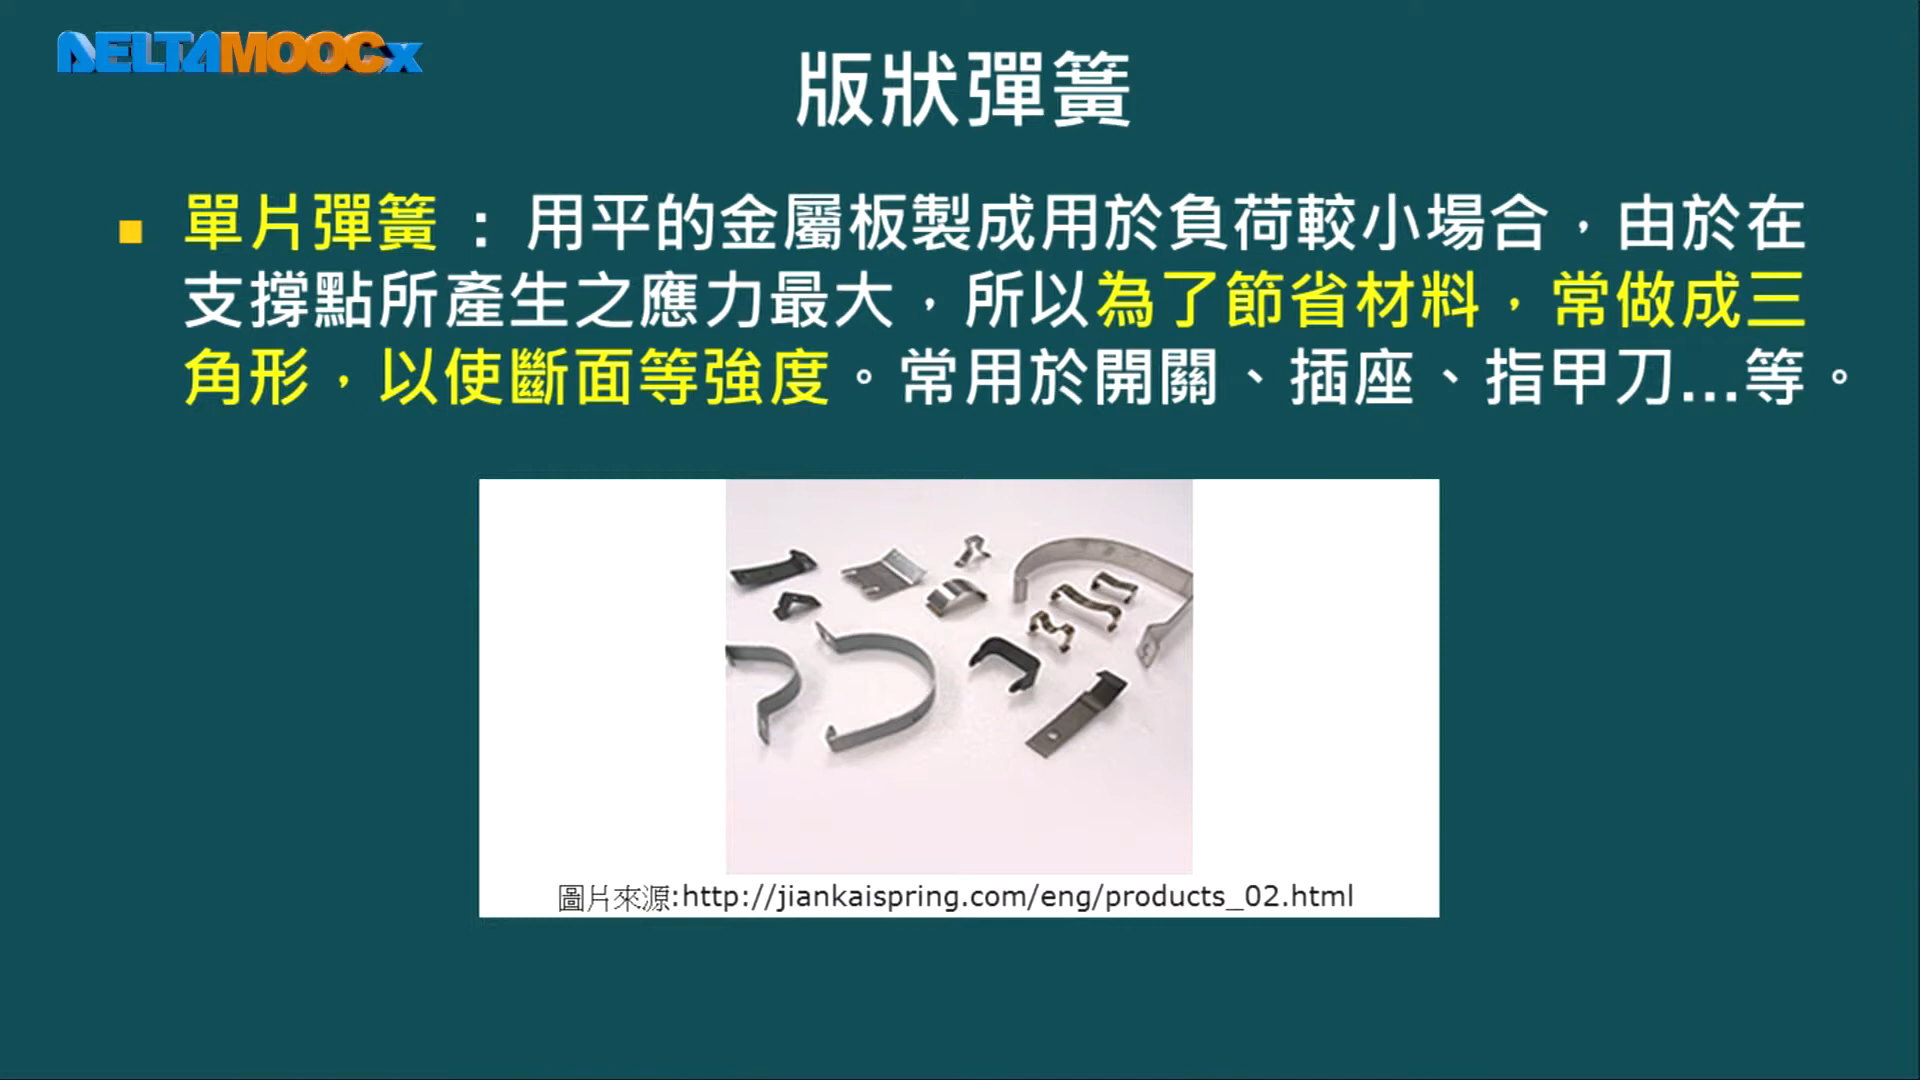 DELTAMOOCx
版狀彈簧
單片彈簧：用平的金屬板製成用於負荷較小場合，由於在
支撐點所產生之應力最大，所以為了節省材料，常做成三
角形，以使斷面等強度。常用於開關、插座、指甲刀...等。
圖片來源:http://jiankaispring.com/eng/products_02.html